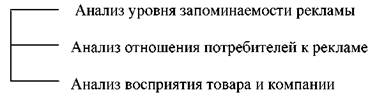 Анализ уровня запоминаемости рекламы
Анализ отношения потребителей к рекламе
Анализ восприятия товара и компании